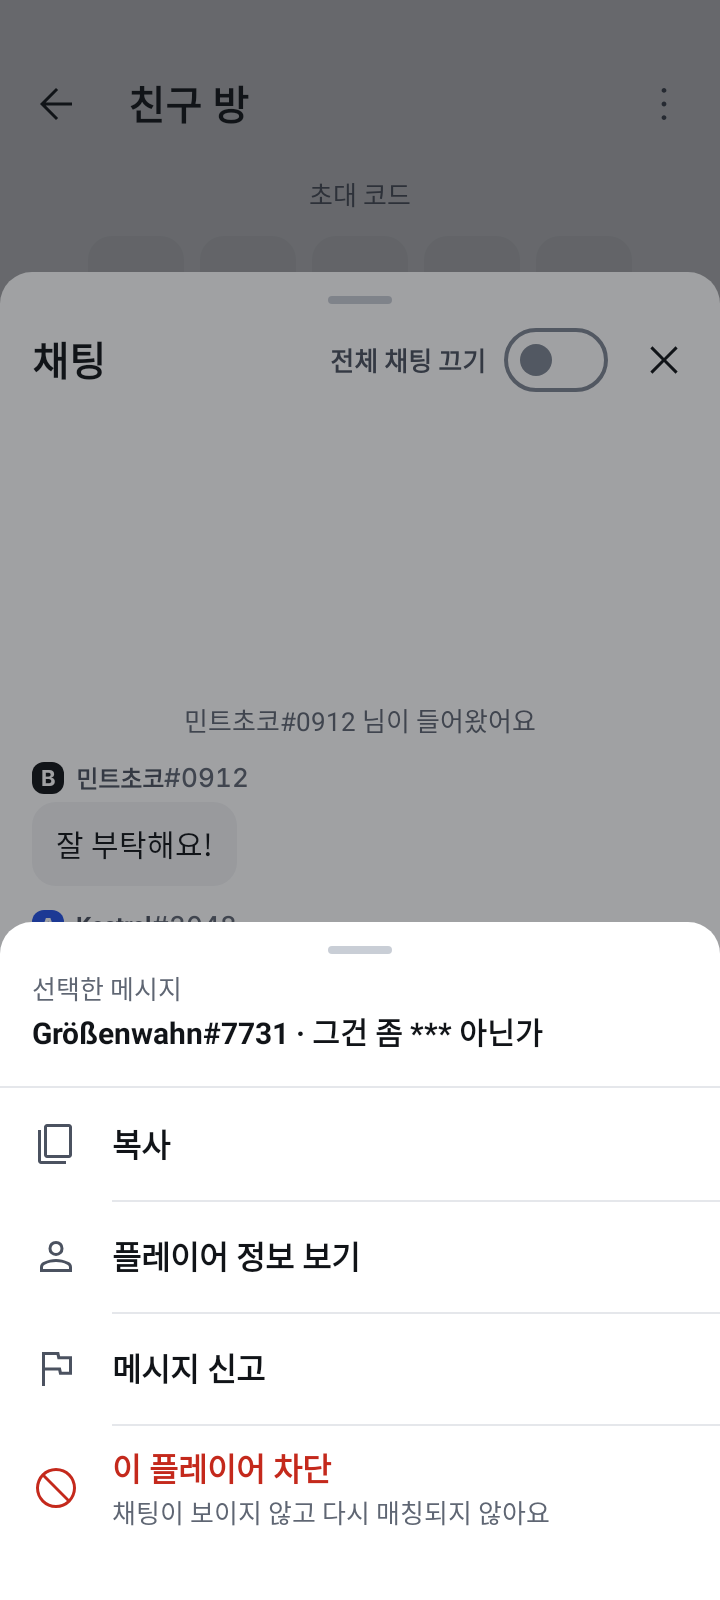 친구 방
초대 코드
채팅
전체 채팅 끄기
민트초코#0912 님이 들어왔어요
B 민트초코#0912
잘 부탁해요!
선택한 메시지
Größenwahn#7731 · 그건 좀 *** 아닌가
복사
플레이어 정보 보기
메시지 신고
이 플레이어 차단
채팅이 보이지 않고 다시 매칭되지 않아요